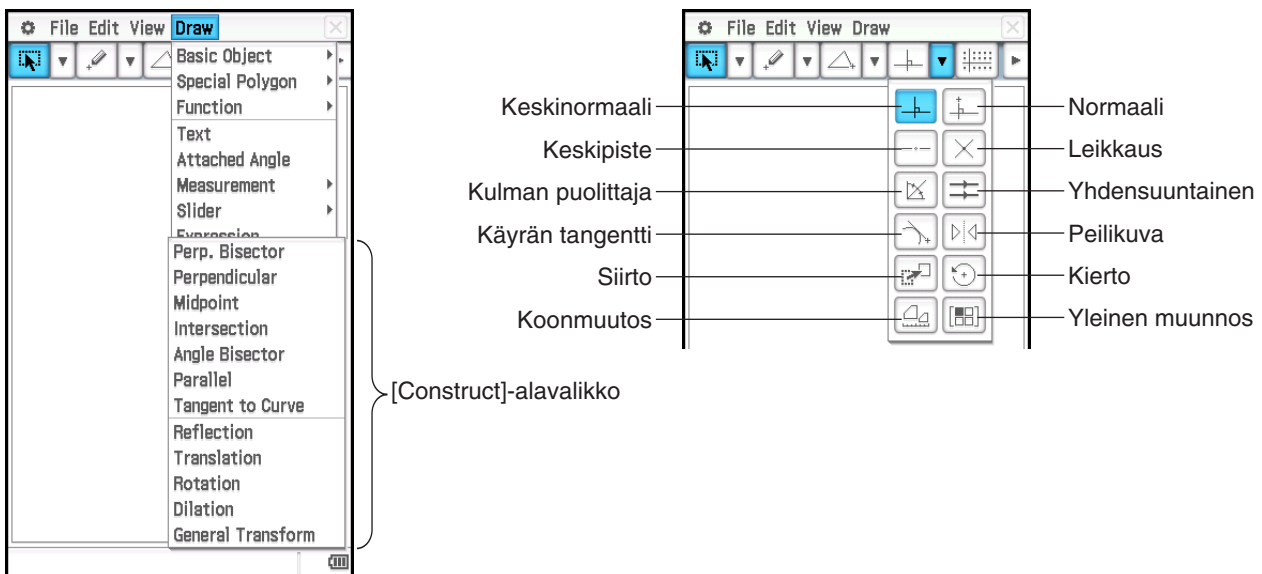 File Edit View Draw
Basic Object
Special Polygon
Function
Text
Attached Angle
Measurement
Slider
Expression
Perp. Bisector
Perpendicular
Midpoint
Intersection
Angle Bisector
Parallel
Tangent to Curve
Reflection
Translation
Rotation
Dilation
General Transform
[Construct]-alavalikko
File Edit View Draw
Keskinormaali
Normaali
Keskipiste
Leikkaus
Kulman puolittaja
Yhdensuuntainen
Käyrän tangentti
Peilikuva
Siirto
Kierto
Koonmuutos
Yleinen muunnos